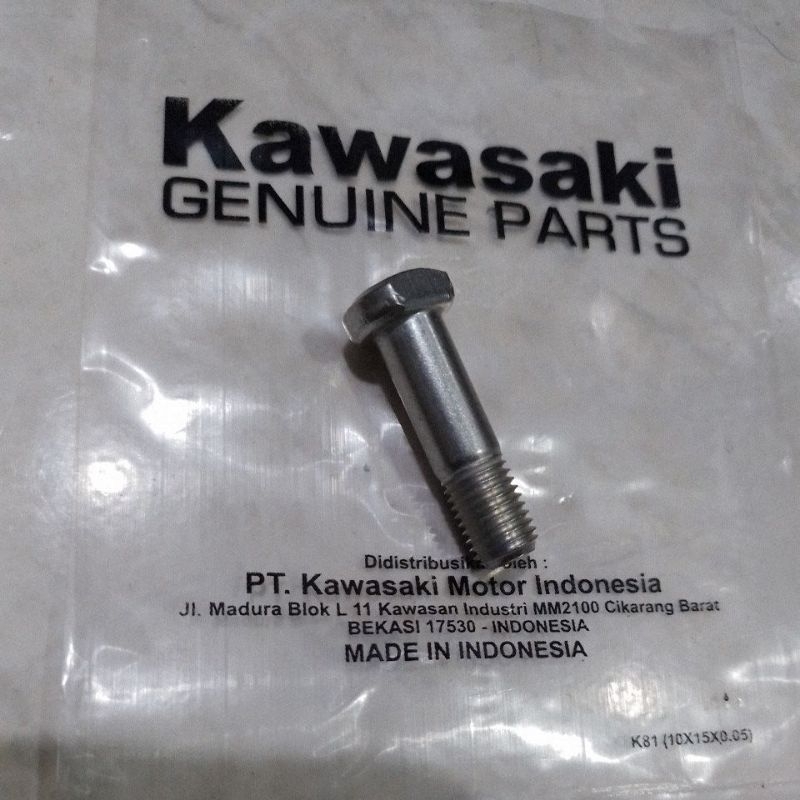 Kawasaki
GENUINE PARTS
Didistribusikan oleh :
PT. Kawasaki Motor Indonesia
Jl. Madura Blok L 11 Kawasan Industri MM2100 Cikarang Barat
BEKASI 17530 - INDONESIA
MADE IN INDONESIA
K81 (10X15X0.05)